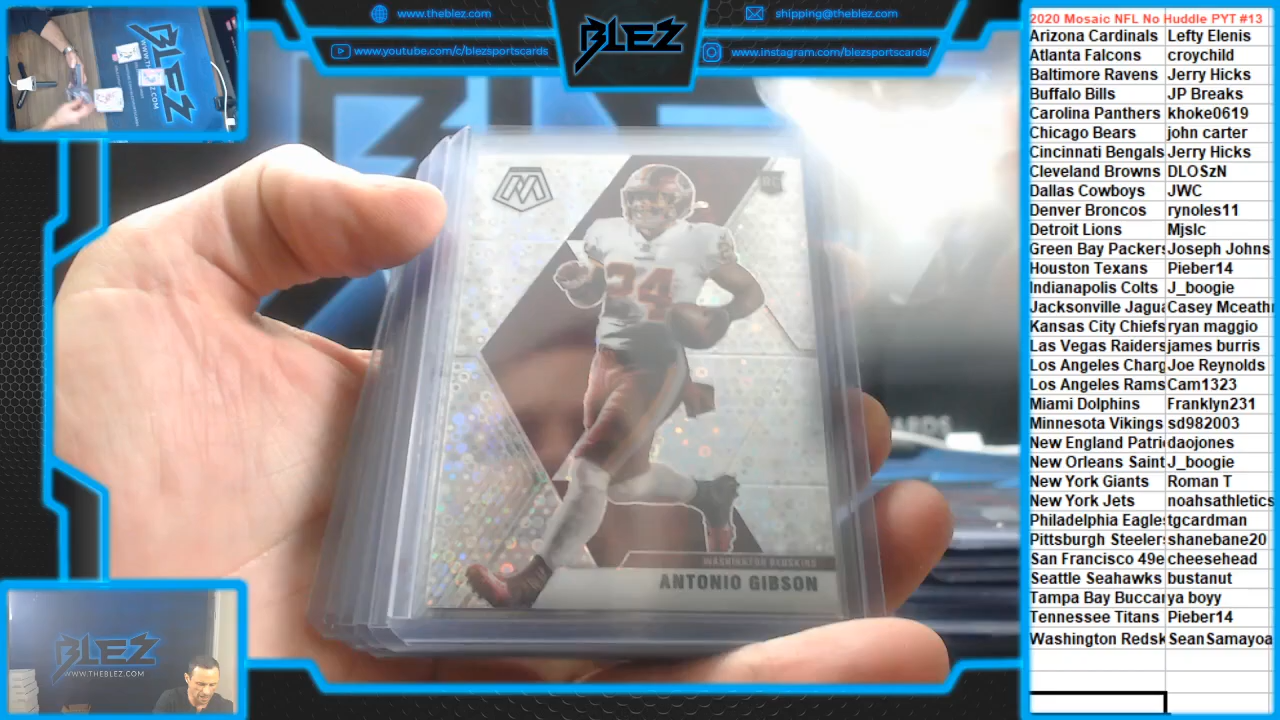 www.theblez.com
www.youtube.com/c/blezsportscards
BLEZ
shipping@theblez.com
www.instagram.com/blezsportscards/
BLEZ
RC
24
WASHINGTON REDSKINS
ANTONIO GIBSON
BLEZ
WWW.THEBLEZ.COM
2020 Mosaic NFL No Huddle PYT #13
Arizona Cardinals Lefty Elenis
Atlanta Falcons croychild
Baltimore Ravens Jerry Hicks
Buffalo Bills JP Breaks
Carolina Panthers khoke0619
Chicago Bears john carter
Cincinnati Bengals Jerry Hicks
Cleveland Browns DLOSzN
Dallas Cowboys JWC
Denver Broncos rynoles11
Detroit Lions Mjslc
Green Bay Packers Joseph Johns
Houston Texans Pieber14
Indianapolis Colts J_boogie
Jacksonville Jagua Casey Mceath
Kansas City Chiefs ryan maggio
Las Vegas Raiders james burris
Los Angeles Charg Joe Reynolds
Los Angeles Rams Cam1323
Miami Dolphins Franklyn231
Minnesota Vikings sd982003
New England Patri daojones
New Orleans Saint J_boogie
New York Giants Roman T
New York Jets noahsathletics
Philadelphia Eagle tgcardman
Pittsburgh Steeler shanebane20
San Francisco 49e cheesehead
Seattle Seahawks bustanut
Tampa Bay Bucca ya boyy
Tennessee Titans Pieber14
Washington Redsk SeanSamayoa